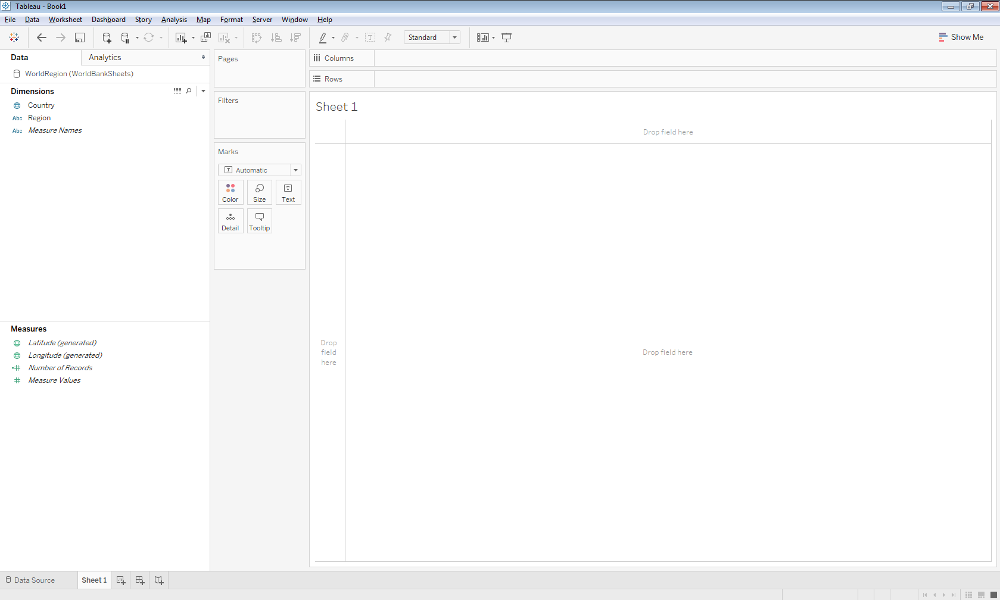 Tableau - Book1
File Data Worksheet Dashboard Story Analysis Map Format Server Window Help
Standard
Show Me
Data
Analytics
WorldRegion (WorldBankSheets)
Dimensions
Country
Abc Region
Abc Measure Names
Measures
Latitude (generated)
Longitude (generated)
=# Number of Records
# Measure Values
Pages
Filters
Marks
T Automatic
Color Size Text
Detail Tooltip
Columns
Rows
Sheet 1
Drop field here
Drop
field
here
Drop field here
Data Source
Sheet 1